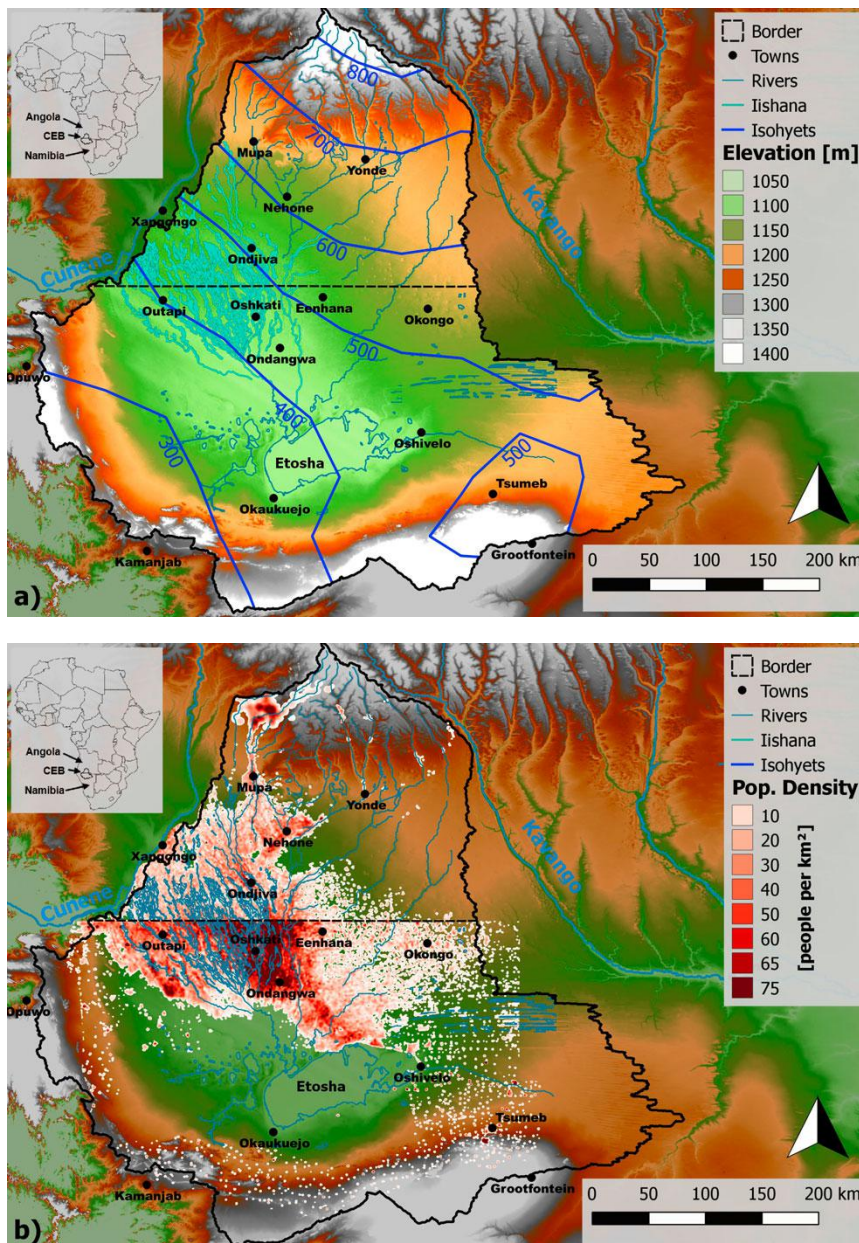 Angola
CEB
Namibia
Border
Towns
Rivers
Iishana
Isohyets
Elevation [m]
1050
1100
1150
1200
1250
1300
1350
1400
800
700
Mupa
Yonde
Nehone
Xangongo
600
Kavango
Ondjiva
Cunene
Outapi
Oshkati
Eenhana
Okongo
Ondangwa
500
Opuwo
400
300
Oshivelo
Etosha
500
Tsumeb
Okaukuejo
Kamanjab
Grootfontein
0 50 100 150 200 km
a)
Angola
CEB
Namibia
Border
Towns
Rivers
Iishana
Isohyets
Pop. Density
[people per km²]
10
20
30
40
50
60
65
75
Mupa
Yonde
Nehone
Xangongo
Kavango
Ondjiva
Cunene
Outapi
Oshkati
Eenhana
Okongo
Ondangwa
Opuwo
Oshivelo
Etosha
Tsumeb
Okaukuejo
Kamanjab
Grootfontein
0 50 100 150 200 km
b)